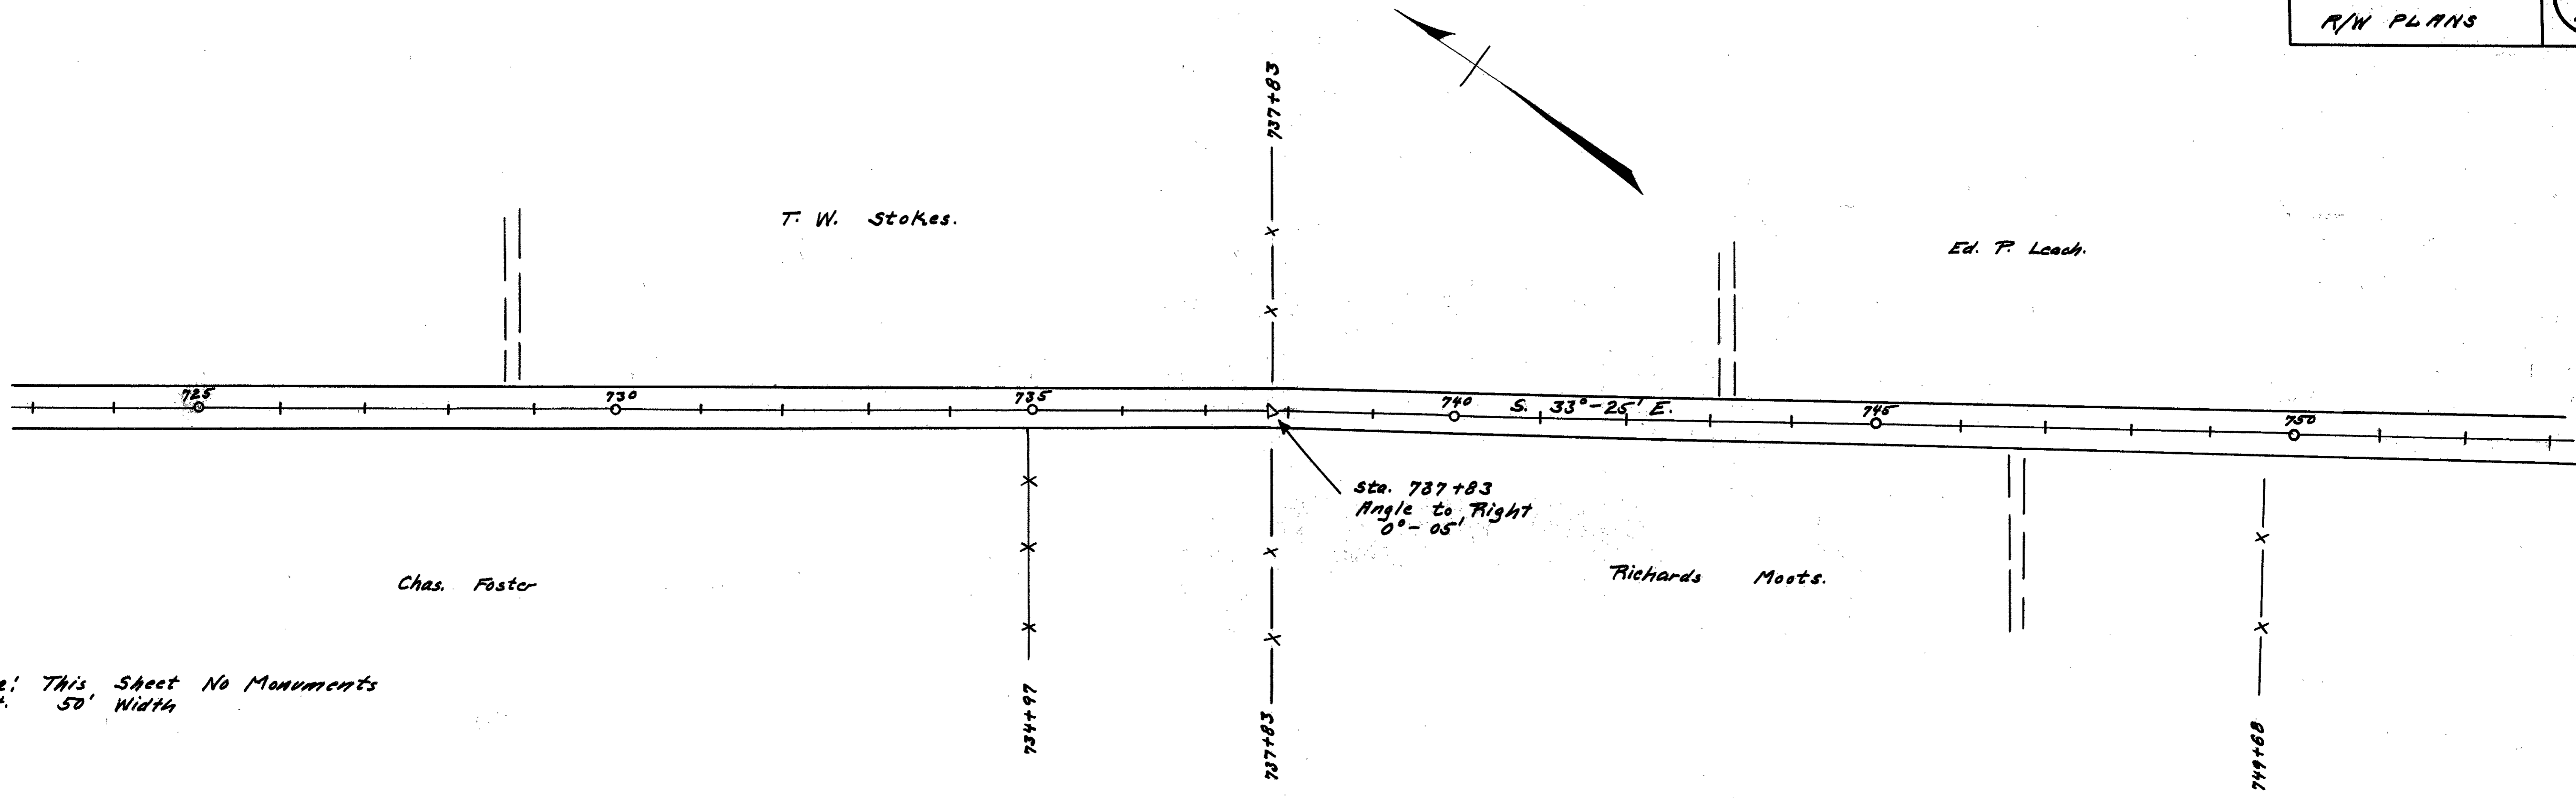 R/W PLANS
737+83
T. W. Stokes.
Ed. P. Leach.
725
730
735
740
S. 33°-25' E.
745
750
Sta. 737+83
Angle to Right
0°-05'
Chas. Foster
Richards Moots.
This Sheet No Monuments
50' Width
734+97
737+83
749+68